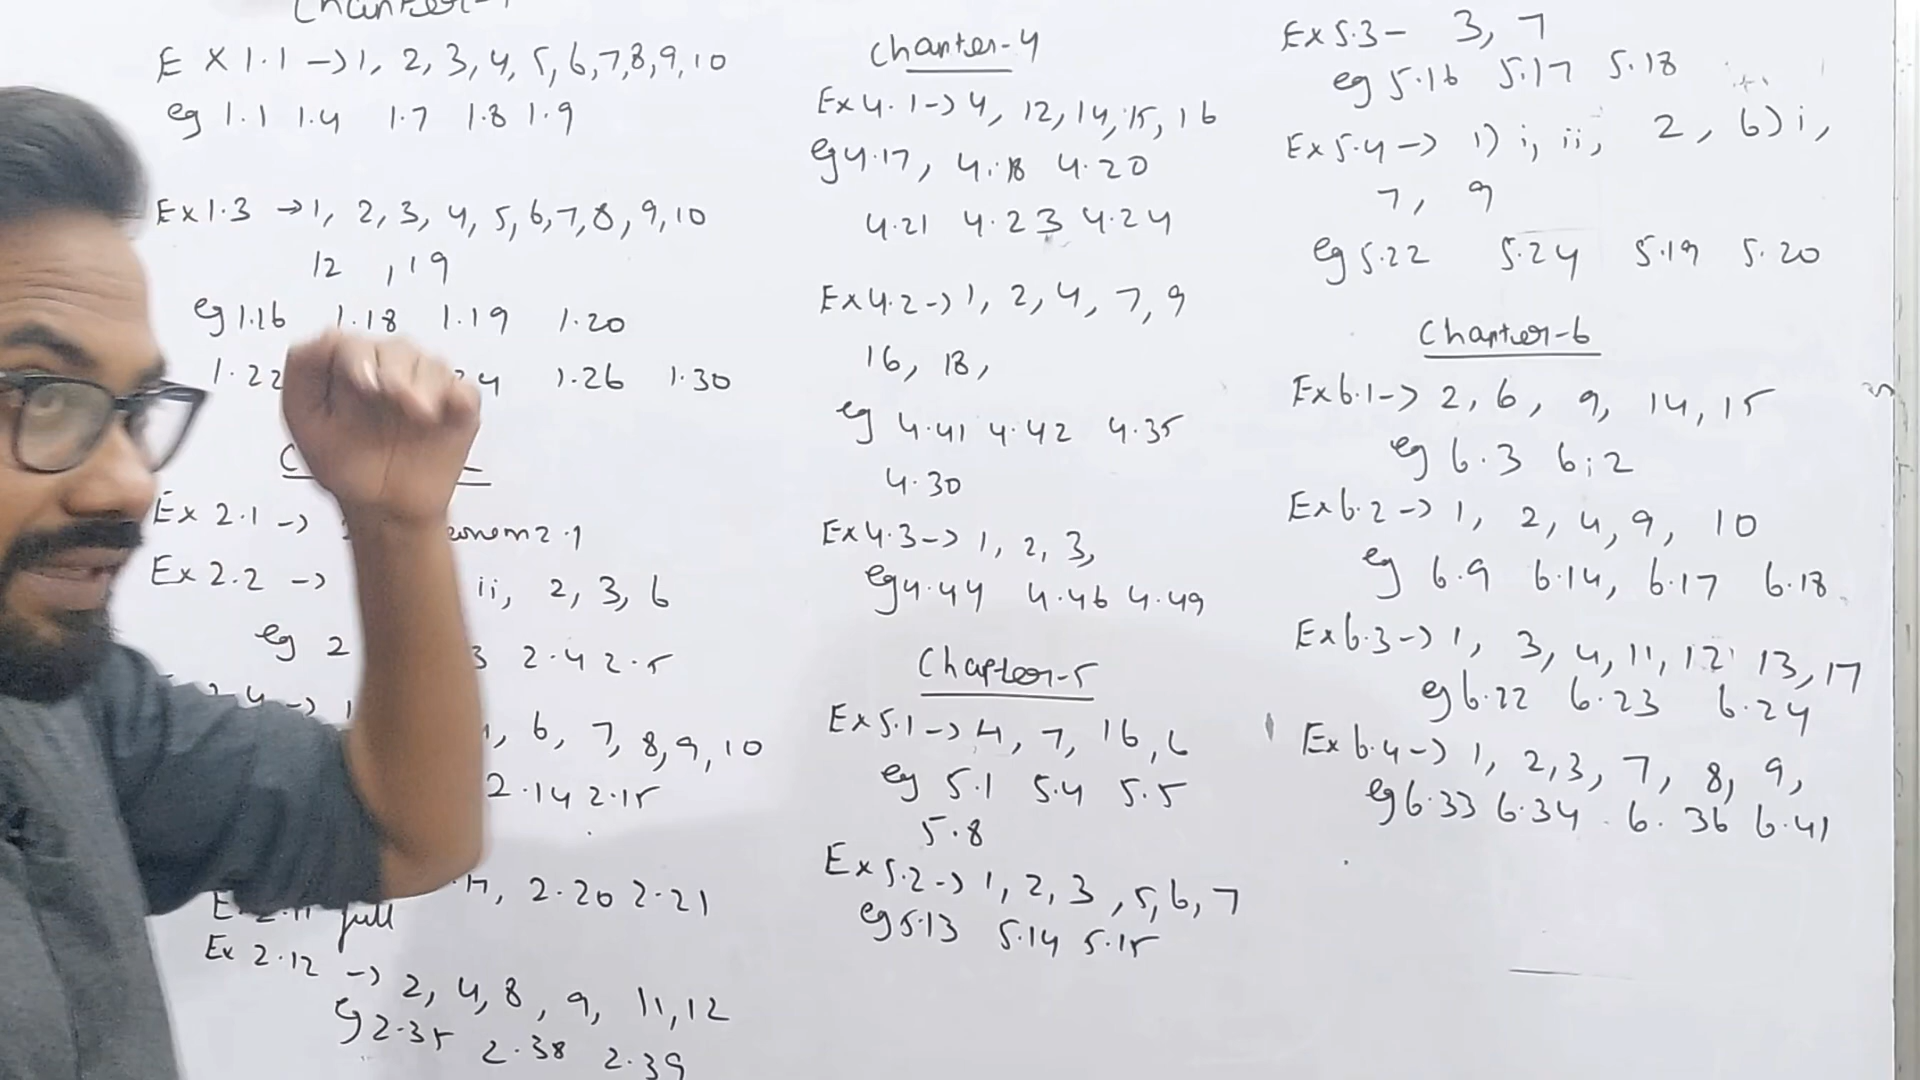 Chapter-1
E X 1.1 → 1, 2, 3, 4, 5, 6, 7, 8, 9, 10
eg 1.1 1.4 1.7 1.8 1.9
Ex 1.3 → 1, 2, 3, 4, 5, 6, 7, 8, 9, 10
12 , 19
eg 1.16 1.18 1.19 1.20
1.22 1.26 1.30
Ex 2.1 →
2.1
Ex 2.2 → ii, 2, 3, 6
eg 2 3 2.4 2.5
6, 7, 8, 9, 10
2.14 2.15
2.20 2.21
full
Ex 2.12 → 2, 4, 8, 9, 11, 12
eg 2.35 2.38 2.39
Chapter-4
Ex 4.1 → 4, 12, 14, 15, 16
eg 4.17, 4.18 4.20
4.21 4.23 4.24
Ex 4.2 → 1, 2, 4, 7, 9
16, 18,
eg 4.41 4.42 4.35
4.30
Ex 4.3 → 1, 2, 3,
eg 4.44 4.46 4.49
Chapter-5
Ex 5.1 → 4, 7, 16, 6
eg 5.1 5.4 5.5
5.8
Ex 5.2 → 1, 2, 3, 5, 6, 7
eg 5.13 5.14 5.15
Ex 5.3 - 3, 7
eg 5.16 5.17 5.18
Ex 5.4 → 1) i, ii, 2, 6) i,
7, 9
eg 5.22 5.24 5.19 5.20
Chapter-6
Ex 6.1 → 2, 6, 9, 14, 15
eg 6.3 6.2
Ex 6.2 → 1, 2, 4, 9, 10
eg 6.9 6.14, 6.17 6.18
Ex 6.3 → 1, 3, 4, 11, 12 13, 17
eg 6.22 6.23 6.24
Ex 6.4 → 1, 2, 3, 7, 8, 9,
eg 6.33 6.34 6.36 6.41